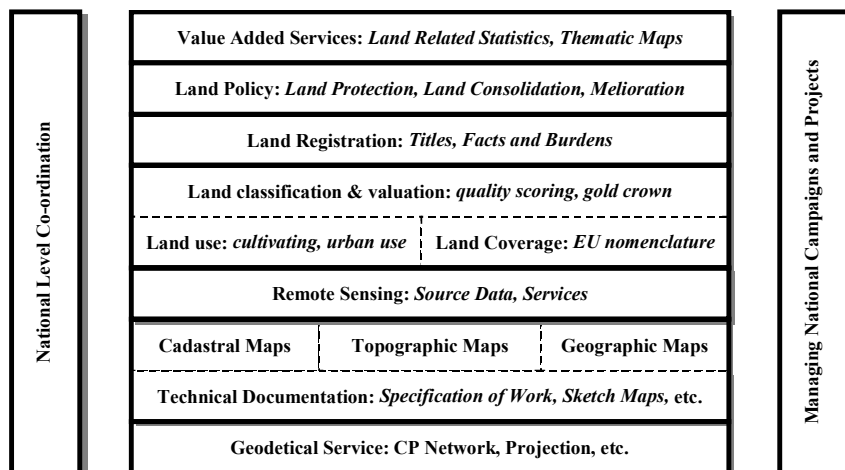 National Level Co-ordination
Value Added Services: Land Related Statistics, Thematic Maps
Land Policy: Land Protection, Land Consolidation, Melioration
Land Registration: Titles, Facts and Burdens
Land classification & valuation: quality scoring, gold crown
Land use: cultivating, urban use
Land Coverage: EU nomenclature
Remote Sensing: Source Data, Services
Cadastral Maps
Topographic Maps
Geographic Maps
Technical Documentation: Specification of Work, Sketch Maps, etc.
Geodetical Service: CP Network, Projection, etc.
Managing National Campaigns and Projects